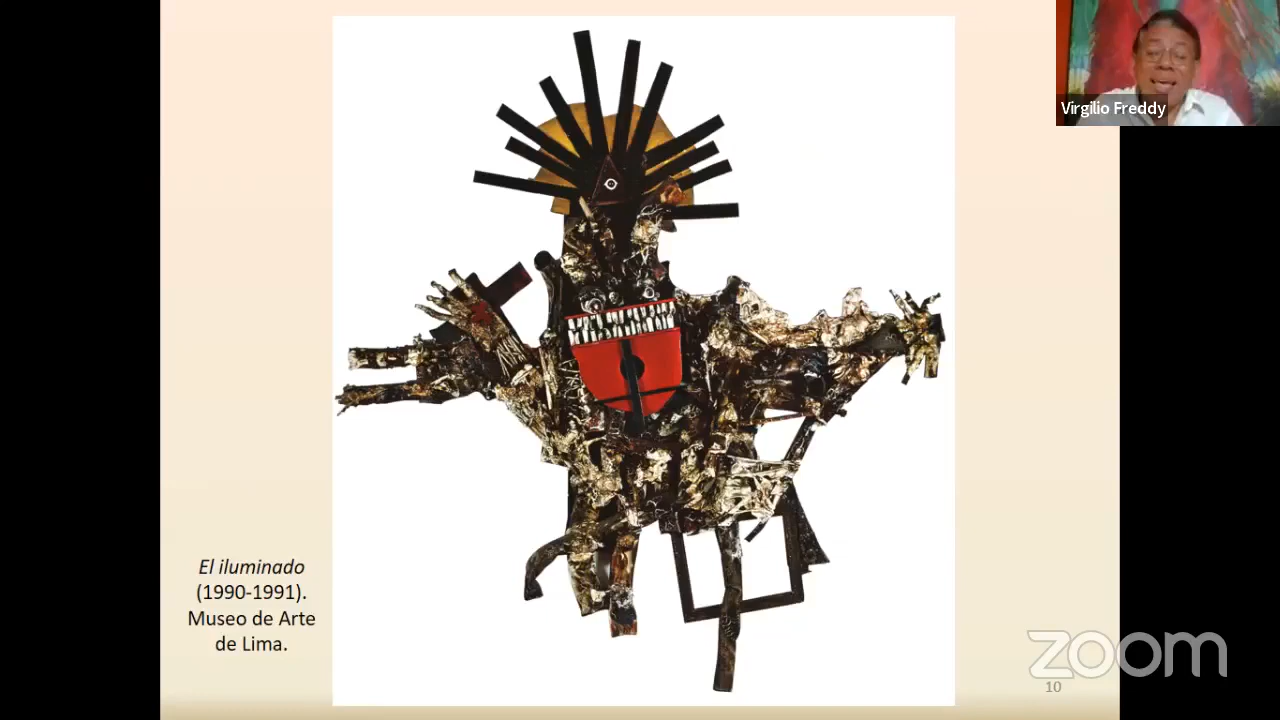 Virgilio Freddy
El iluminado
(1990-1991).
Museo de Arte
de Lima.
zoom
10